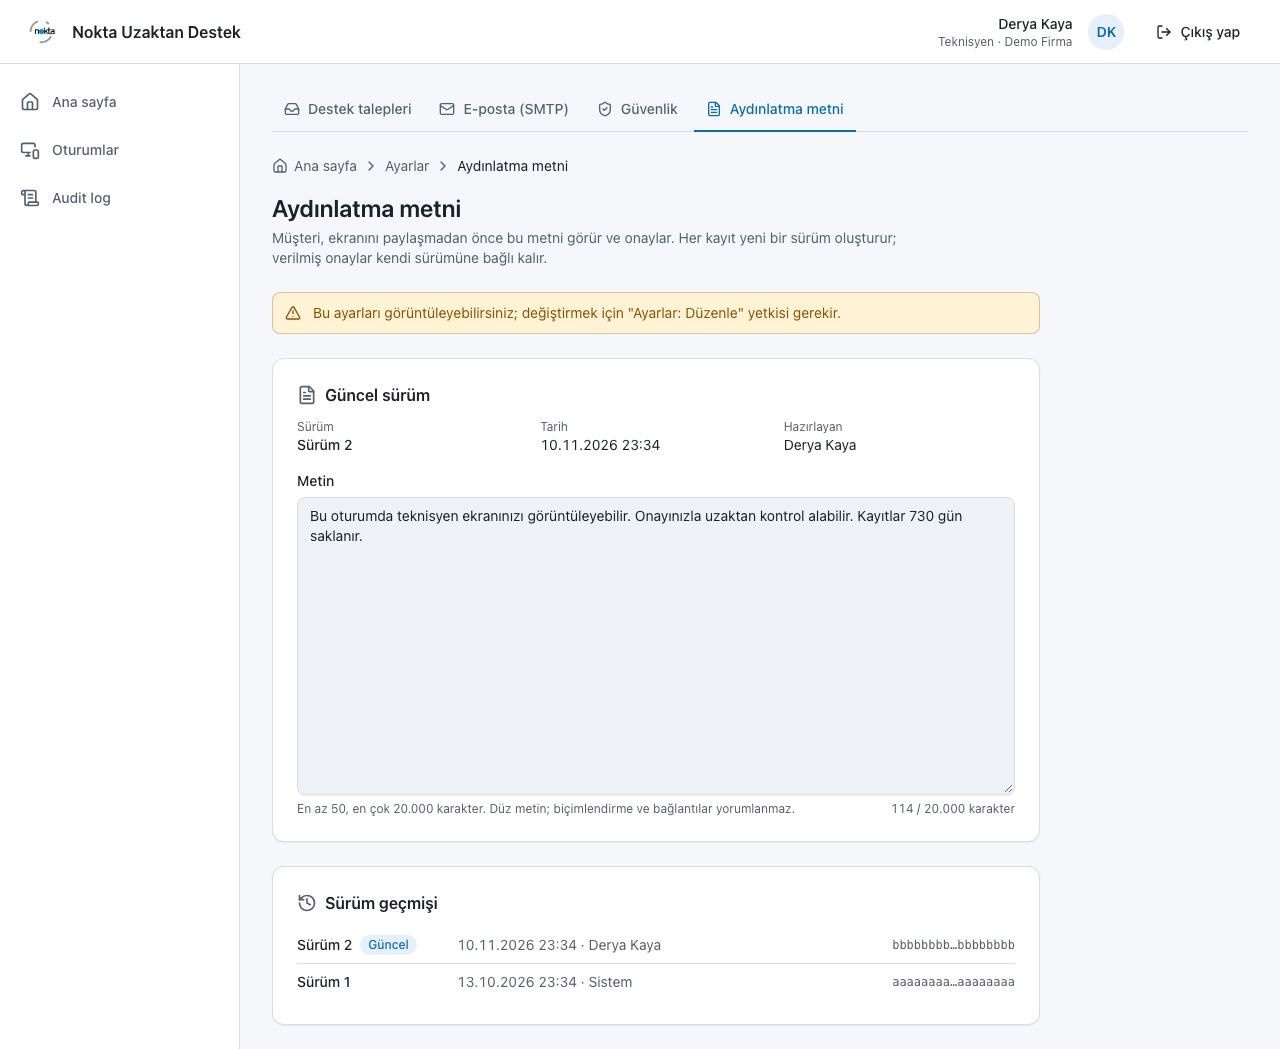 nokta
Nokta Uzaktan Destek
Derya Kaya
Teknisyen · Demo Firma
DK
Çıkış yap
Ana sayfa
Oturumlar
Audit log
Destek talepleri
E-posta (SMTP)
Güvenlik
Aydınlatma metni
Ana sayfa
Ayarlar
Aydınlatma metni
Aydınlatma metni
Müşteri, ekranını paylaşmadan önce bu metni görür ve onaylar. Her kayıt yeni bir sürüm oluşturur;
verilmiş onaylar kendi sürümüne bağlı kalır.
Bu ayarları görüntüleyebilirsiniz; değiştirmek için "Ayarlar: Düzenle" yetkisi gerekir.
Güncel sürüm
Sürüm
Tarih
Hazırlayan
Sürüm 2
10.11.2026 23:34
Derya Kaya
Metin
Bu oturumda teknisyen ekranınızı görüntüleyebilir. Onayınızla uzaktan kontrol alabilir. Kayıtlar 730 gün
saklanır.
En az 50, en çok 20.000 karakter. Düz metin; biçimlendirme ve bağlantılar yorumlanmaz.
114 / 20.000 karakter
Sürüm geçmişi
Sürüm 2 Güncel 10.11.2026 23:34 · Derya Kaya bbbbbbbb…bbbbbbbb
Sürüm 1 13.10.2026 23:34 · Sistem aaaaaaaa…aaaaaaaa